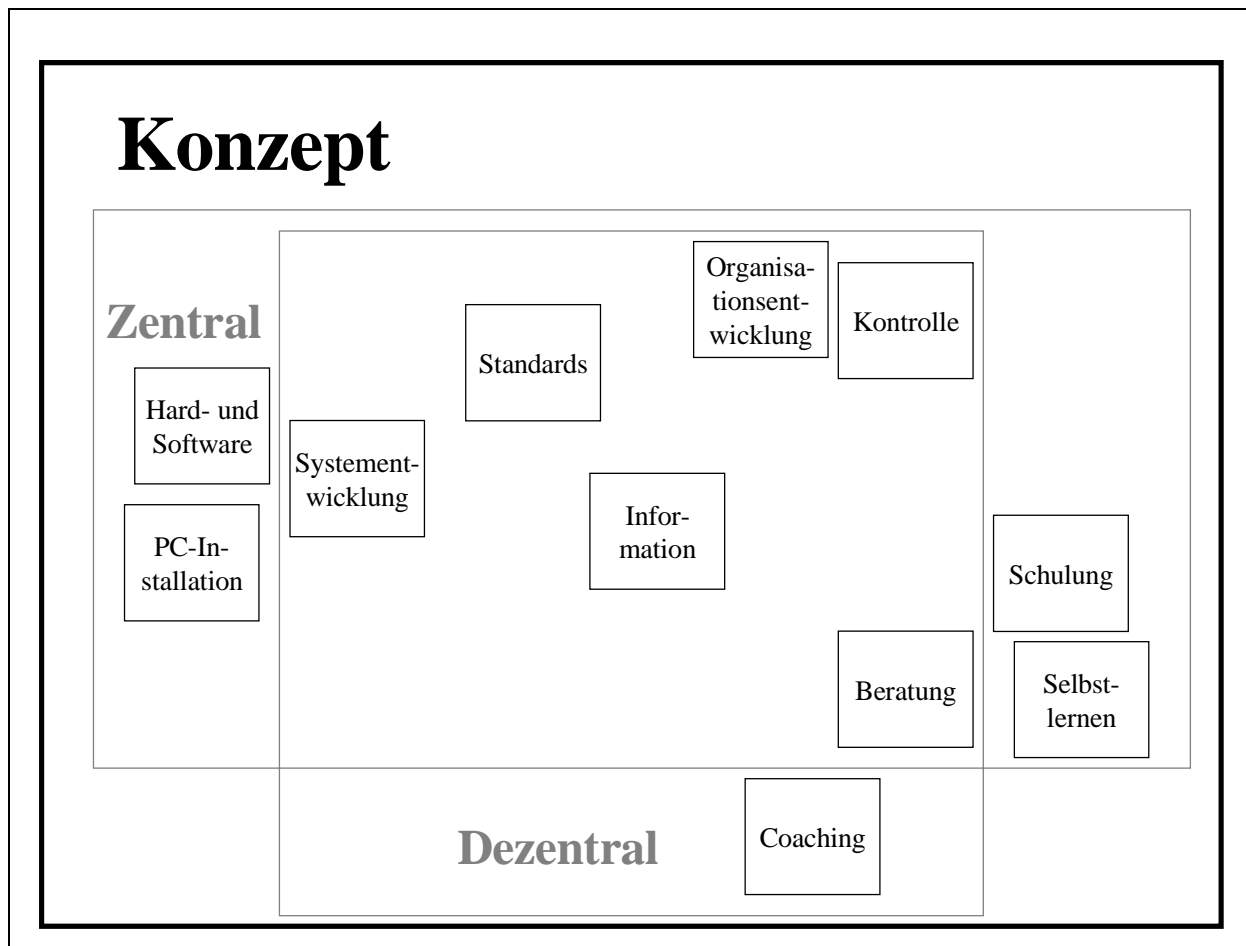 Konzept
Zentral
Organisa-
tionsent-
wicklung
Kontrolle
Standards
Hard- und
Software
Systement-
wicklung
Infor-
mation
PC-In-
stallation
Schulung
Beratung
Selbst-
lernen
Dezentral
Coaching